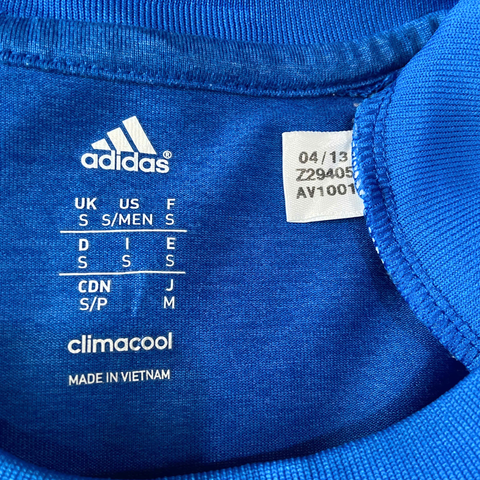 adidas®
UK US F
S S/MEN S
D I E
S S S
CDN J
S/P M
climacool
MADE IN VIETNAM
04/13
Z29405
AV1001